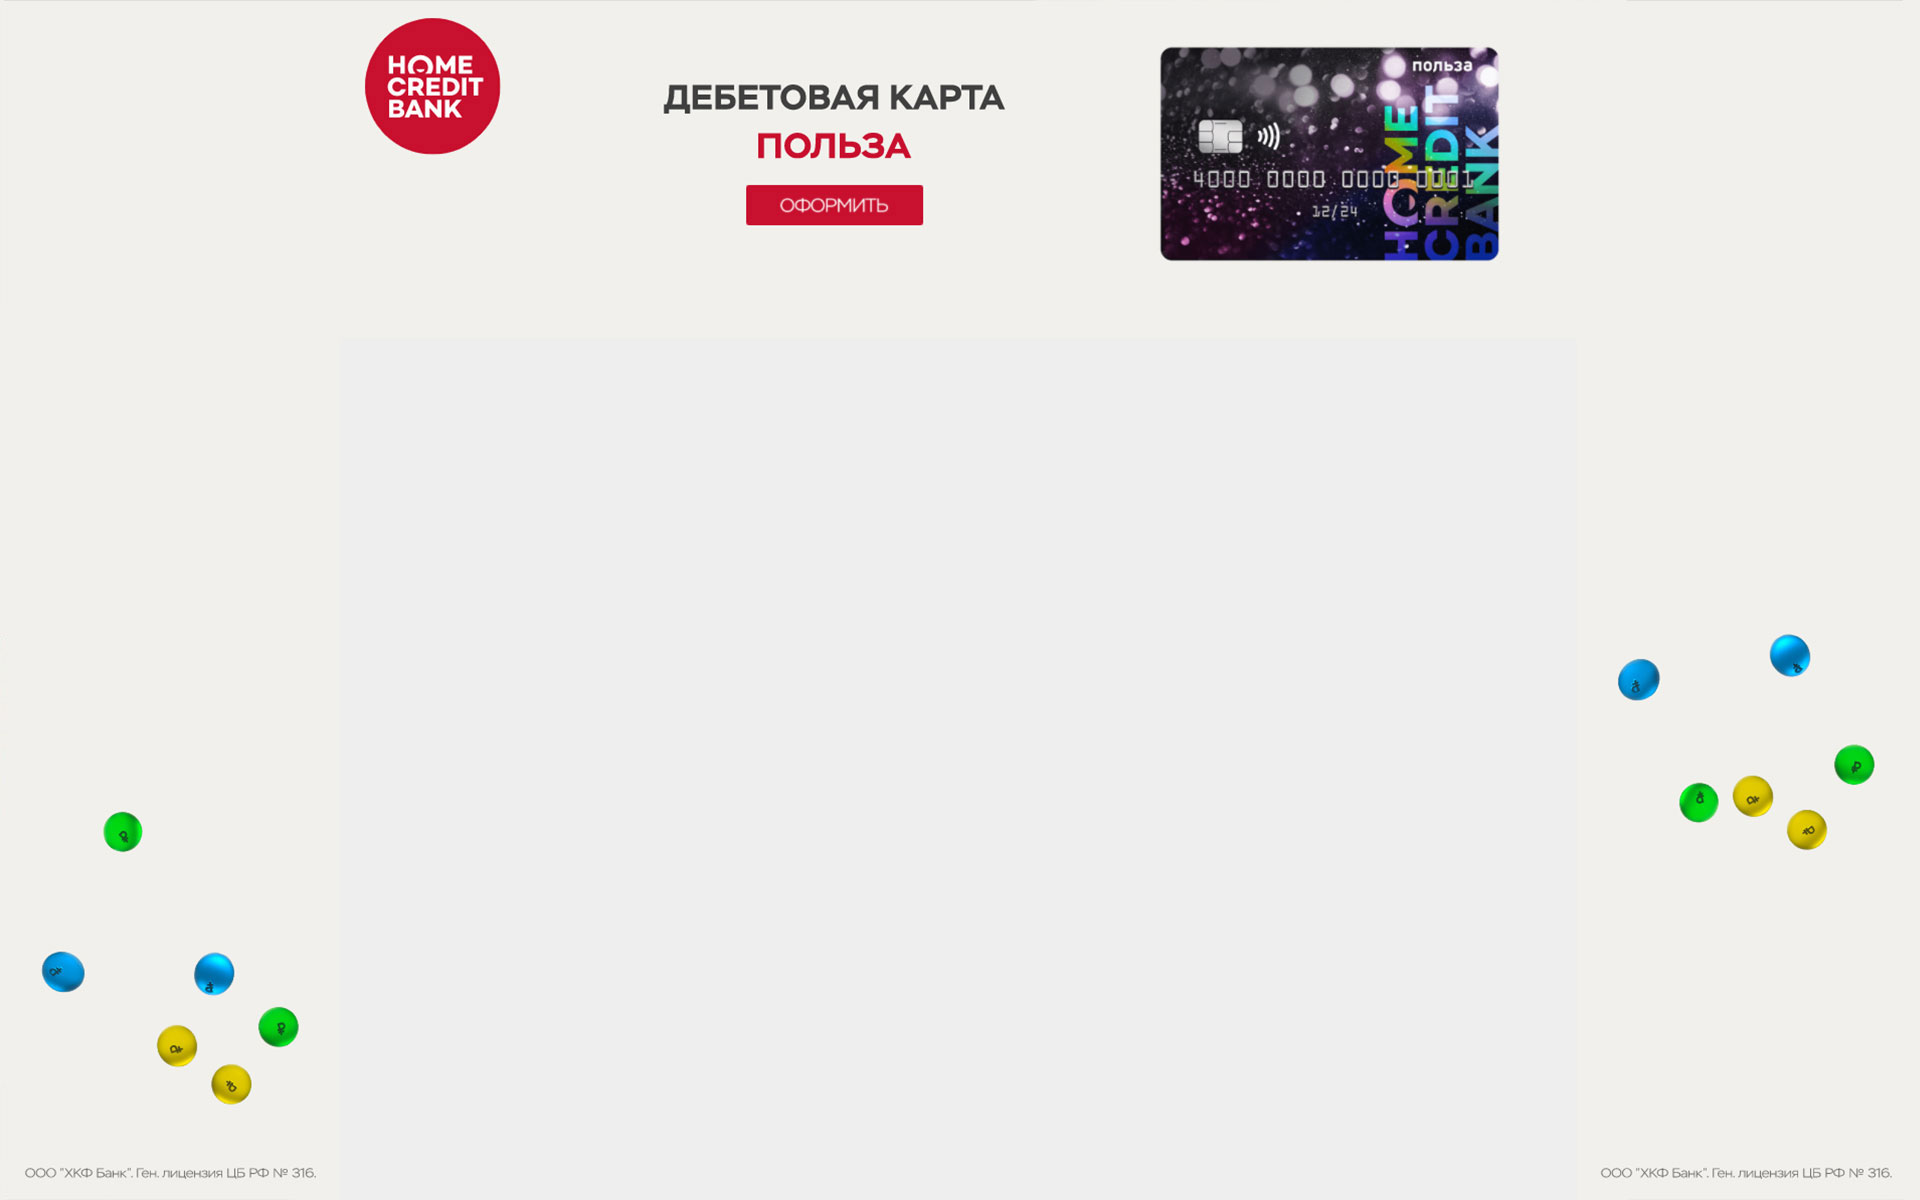 HOME
CREDIT
BANK
ДЕБЕТОВАЯ КАРТА
ПОЛЬЗА
ОФОРМИТЬ
польза
4000 0000 0000 0001
12/24
HOME
CREDIT
BANK
₽
₽
₽
₽
₽
₽
₽
₽
₽
₽
₽
₽
ООО "ХКФ Банк". Ген. лицензия ЦБ РФ № 316.
ООО "ХКФ Банк". Ген. лицензия ЦБ РФ № 316.